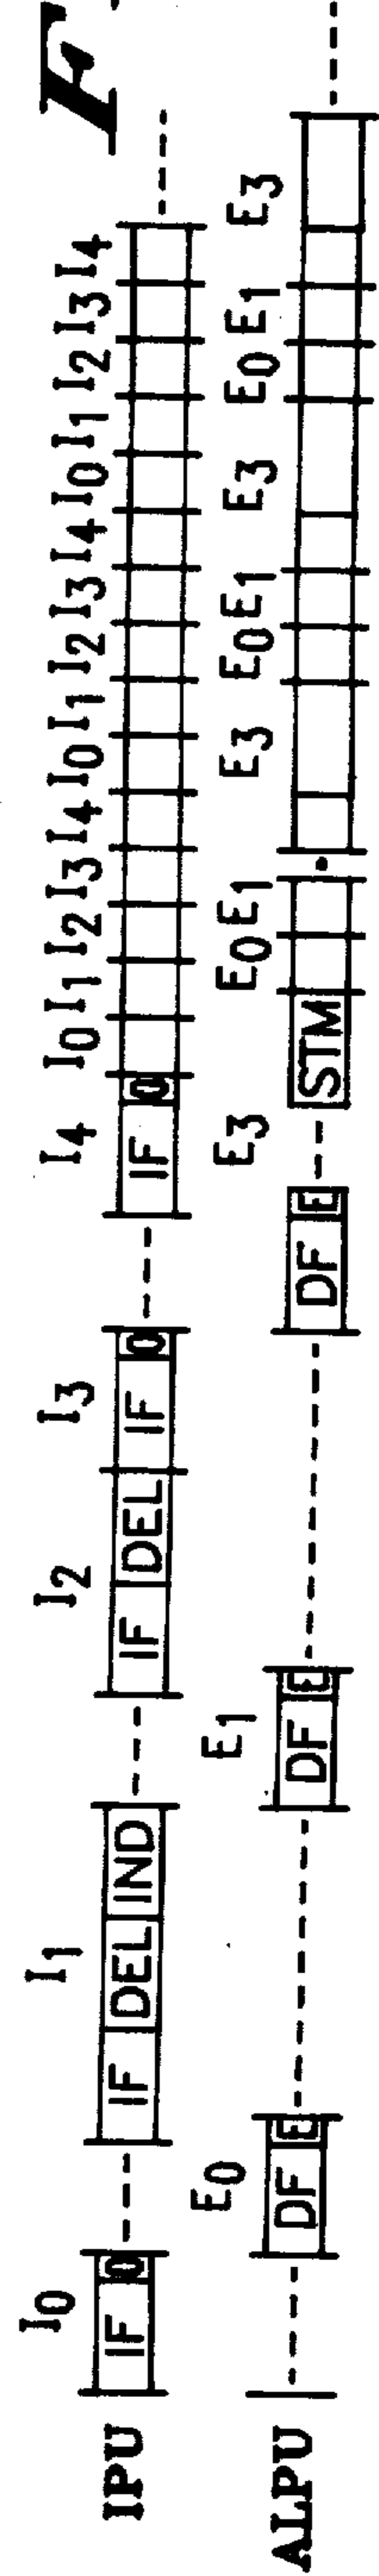 F
I0 I1 I2 I3 I4 I0 I1 I2 I3 I4 I0 I1 I2 I3 I4 I0 I1 I2 I3 I4
IPU IF O IF DEL IND IF DEL IF O IF O
E0 E1 E3 E0 E1 E3 E0 E1 E3 E0 E1 E3
ALPU DF E DF E DF E STM